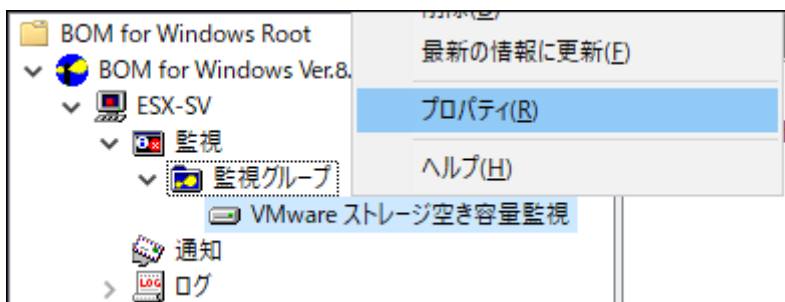 BOM for Windows Root
BOM for Windows Ver.8.
ESX-SV
監視
監視グループ
VMware ストレージ空き容量監視
通知
ログ
最新の情報に更新(F)
プロパティ(R)
ヘルプ(H)